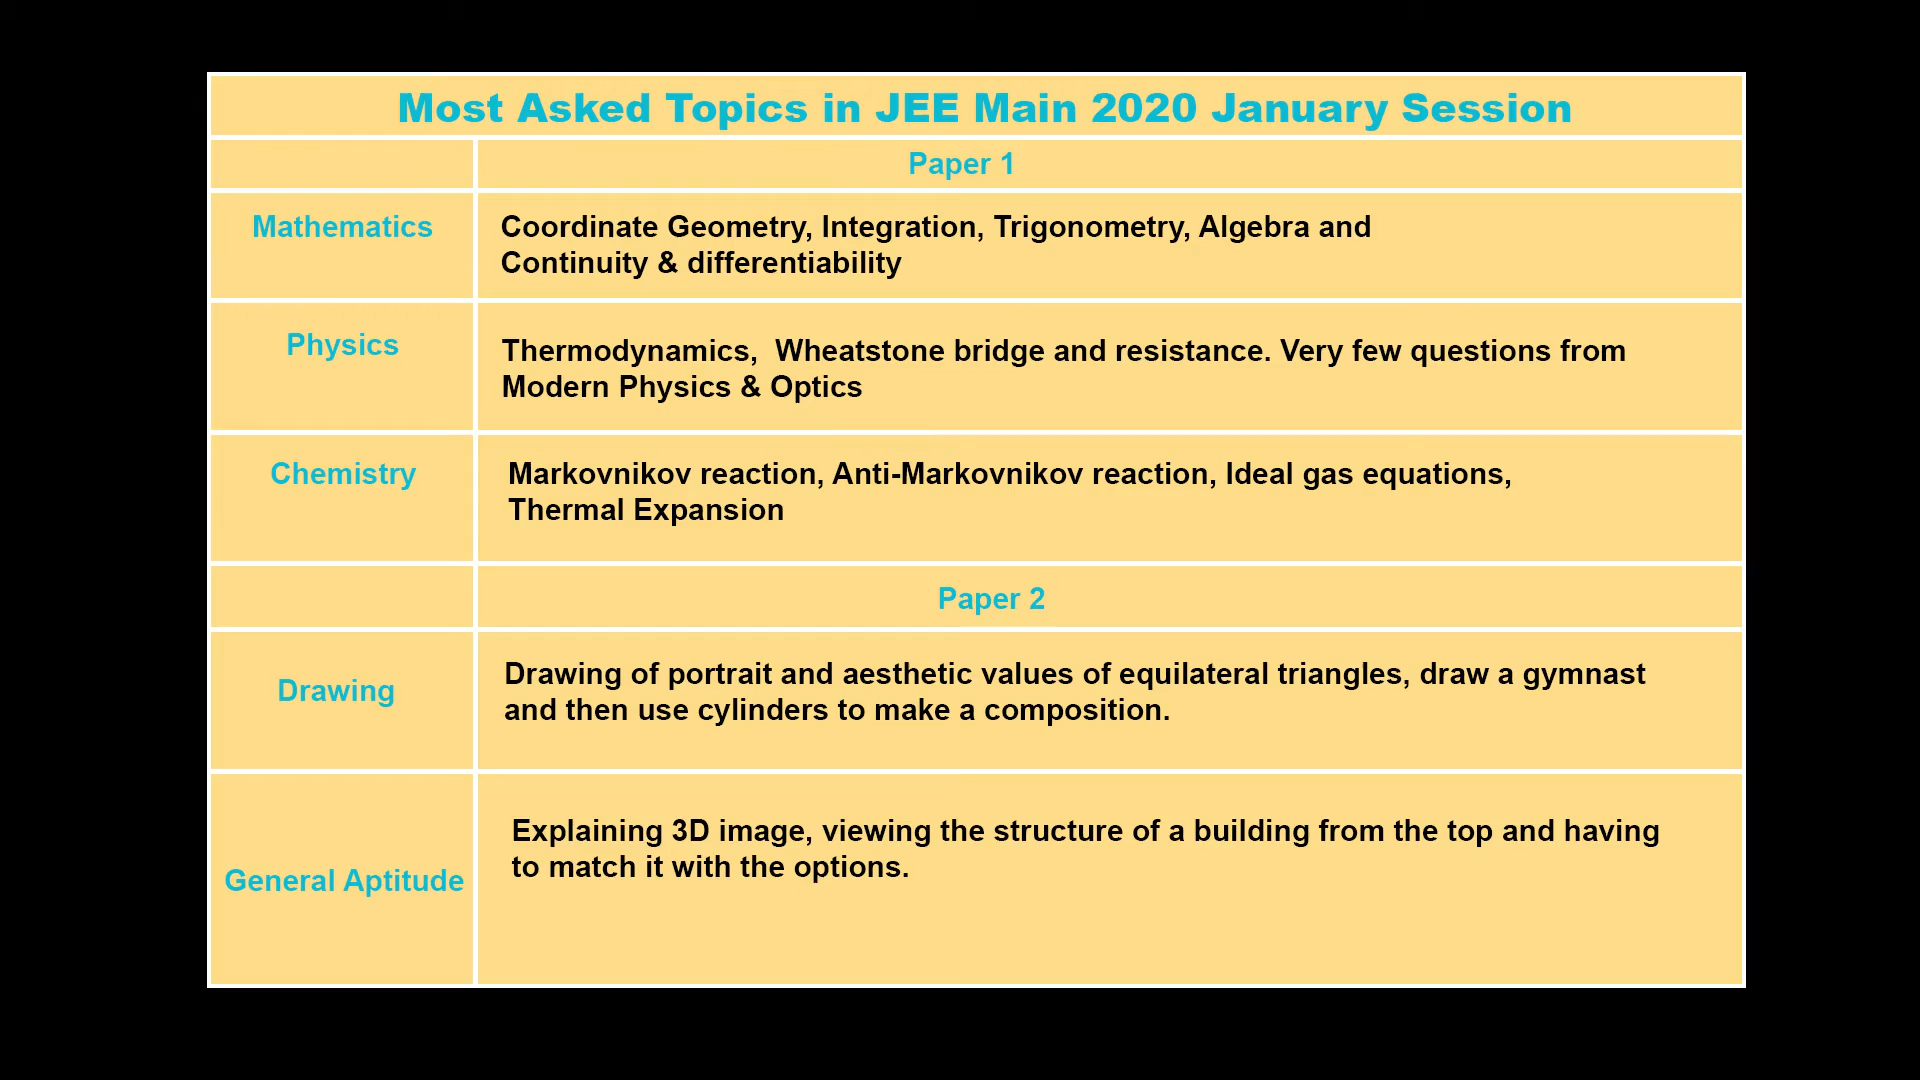 Most Asked Topics in JEE Main 2020 January Session
Paper 1
Mathematics
Coordinate Geometry, Integration, Trigonometry, Algebra and
Continuity & differentiability
Physics
Thermodynamics,  Wheatstone bridge and resistance. Very few questions from
Modern Physics & Optics
Chemistry
Markovnikov reaction, Anti-Markovnikov reaction, Ideal gas equations,
Thermal Expansion
Paper 2
Drawing
Drawing of portrait and aesthetic values of equilateral triangles, draw a gymnast
and then use cylinders to make a composition.
General Aptitude
Explaining 3D image, viewing the structure of a building from the top and having
to match it with the options.